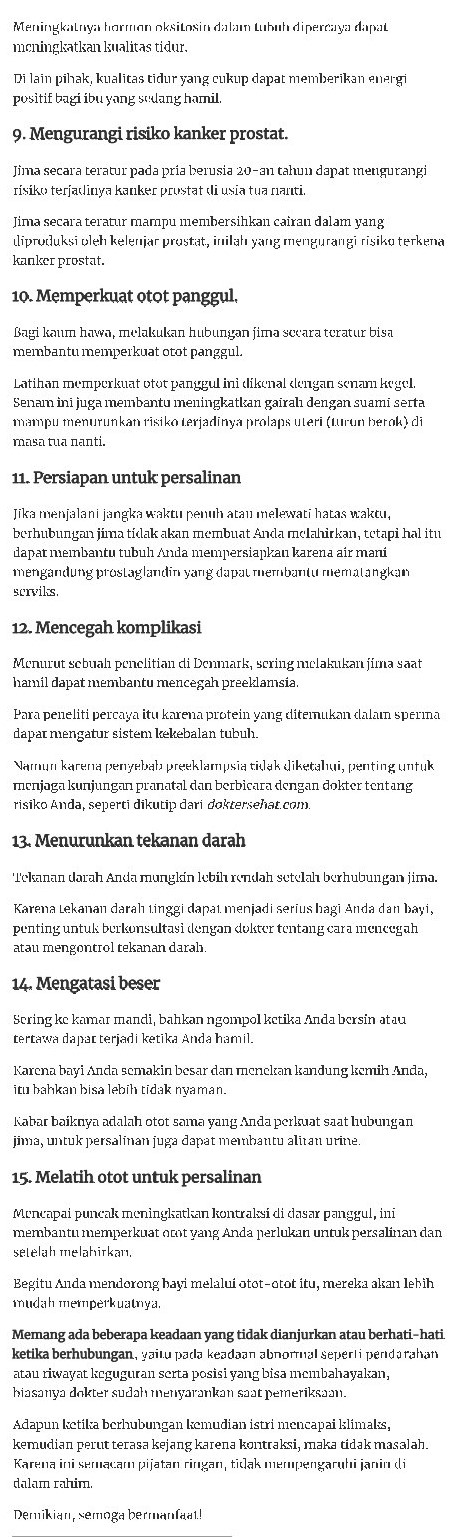 Meningkatnya hormon oksitosin dalam tubuh dipercaya dapat
meningkatkan kualitas tidur.
Di lain pihak, kualitas tidur yang cukup dapat memberikan energi
positif bagi ibu yang sedang hamil.
9. Mengurangi risiko kanker prostat.
Jima secara teratur pada pria berusia 20-an tahun dapat mengurangi
risiko terjadinya kanker prostat di usia tua nanti.
Jima secara teratur mampu membersihkan cairan dalam yang
diproduksi oleh kelenjar prostat, inilah yang mengurangi risiko terkena
kanker prostat.
10. Memperkuat otot panggul.
Bagi kaum hawa, melakukan hubungan jima secara teratur bisa
membantu memperkuat otot panggul.
Latihan memperkuat otot panggul ini dikenal dengan senam kegel.
Senam ini juga membantu meningkatkan gairah dengan suami serta
mampu menurunkan risiko terjadinya prolaps uteri (turun berok) di
masa tua nanti.
11. Persiapan untuk persalinan
Jika menjalani jangka waktu penuh atau melewati batas waktu,
berhubungan jima tidak akan membuat Anda melahirkan, tetapi hal itu
dapat membantu tubuh Anda mempersiapkan karena air mani
mengandung prostaglandin yang dapat membantu mematangkan
serviks.
12. Mencegah komplikasi
Menurut sebuah penelitian di Denmark, sering melakukan jima saat
hamil dapat membantu mencegah preeklamsia.
Para peneliti percaya itu karena protein yang ditemukan dalam sperma
dapat mengatur sistem kekebalan tubuh.
Namun karena penyebab preeklampsia tidak diketahui, penting untuk
menjaga kunjungan pranatal dan berbicara dengan dokter tentang
risiko Anda, seperti dikutip dari doktersehat.com.
13. Menurunkan tekanan darah
Tekanan darah Anda mungkin lebih rendah setelah berhubungan jima.
Karena tekanan darah tinggi dapat menjadi serius bagi Anda dan bayi,
penting untuk berkonsultasi dengan dokter tentang cara mencegah
atau mengontrol tekanan darah.
14. Mengatasi beser
Sering ke kamar mandi, bahkan ngompol ketika Anda bersin atau
tertawa dapat terjadi ketika Anda hamil.
Karena bayi Anda semakin besar dan menekan kandung kemih Anda,
itu bahkan bisa lebih tidak nyaman.
Kabar baiknya adalah otot sama yang Anda perkuat saat hubungan
jima, untuk persalinan juga dapat membantu aliran urine.
15. Melatih otot untuk persalinan
Mencapai puncak meningkatkan kontraksi di dasar panggul, ini
membantu memperkuat otot yang Anda perlukan untuk persalinan dan
setelah melahirkan.
Begitu Anda mendorong bayi melalui otot-otot itu, mereka akan lebih
mudah memperkuatnya.
Memang ada beberapa keadaan yang tidak dianjurkan atau berhati-hati
ketika berhubungan, yaitu pada keadaan abnormal seperti pendarahan
atau riwayat keguguran serta posisi yang bisa membahayakan,
biasanya dokter sudah menyarankan saat pemeriksaan.
Adapun ketika berhubungan kemudian istri mencapai klimaks,
kemudian perut terasa kejang karena kontraksi, maka tidak masalah.
Karena ini semacam pijatan ringan, tidak mempengaruhi janin di
dalam rahim.
Demikian, semoga bermanfaat!